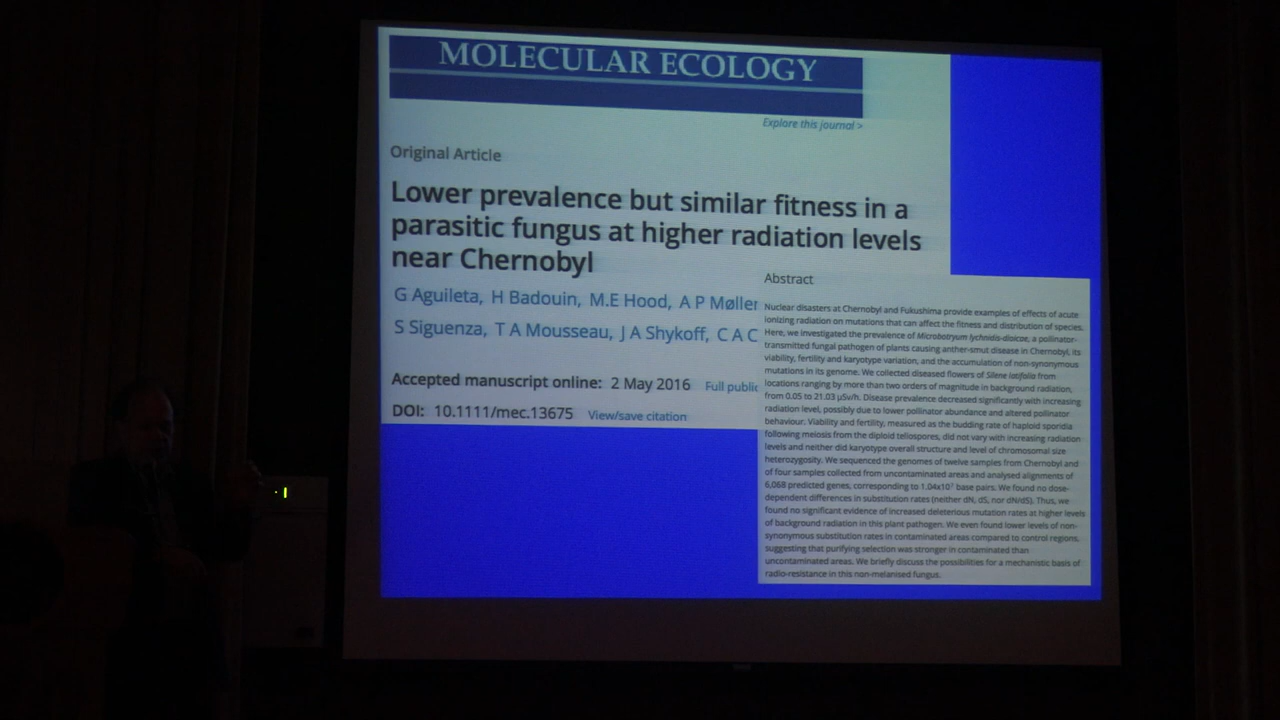 MOLECULAR ECOLOGY
Explore this journal >
Original Article
Lower prevalence but similar fitness in a
parasitic fungus at higher radiation levels
near Chernobyl
G Aguileta, H Badouin, M.E Hood, A P Møller
S Siguenza, T A Mousseau, J A Shykoff, C A C
Accepted manuscript online: 2 May 2016 Full public
DOI: 10.1111/mec.13675 View/save citation
Abstract
Nuclear disasters at Chernobyl and Fukushima provide examples of effects of acute
ionizing radiation on mutations that can affect the fitness and distribution of species.
Here, we investigated the prevalence of Microbotryum lychnidis-dioicae, a pollinator-
transmitted fungal pathogen of plants causing anther-smut disease in Chernobyl, its
viability, fertility and karyotype variation, and the accumulation of non-synonymous
mutations in its genome. We collected diseased flowers of Silene latifolia from
locations ranging by more than two orders of magnitude in background radiation,
from 0.05 to 21.03 µSv/h. Disease prevalence decreased significantly with increasing
radiation level, possibly due to lower pollinator abundance and altered pollinator
behaviour. Viability and fertility, measured as the budding rate of haploid sporidia
following meiosis from the diploid teliospores, did not vary with increasing radiation
levels and neither did karyotype overall structure and level of chromosomal size
heterozygosity. We sequenced the genomes of twelve samples from Chernobyl and
of four samples collected from uncontaminated areas and analysed alignments of
6,068 predicted genes, corresponding to 1.04x10⁷ base pairs. We found no dose-
dependent differences in substitution rates (neither dN, dS, nor dN/dS). Thus, we
found no significant evidence of increased deleterious mutation rates at higher levels
of background radiation in this plant pathogen. We even found lower levels of non-
synonymous substitution rates in contaminated areas compared to control regions,
suggesting that purifying selection was stronger in contaminated than
uncontaminated areas. We briefly discuss the possibilities for a mechanistic basis of
radio-resistance in this non-melanised fungus.